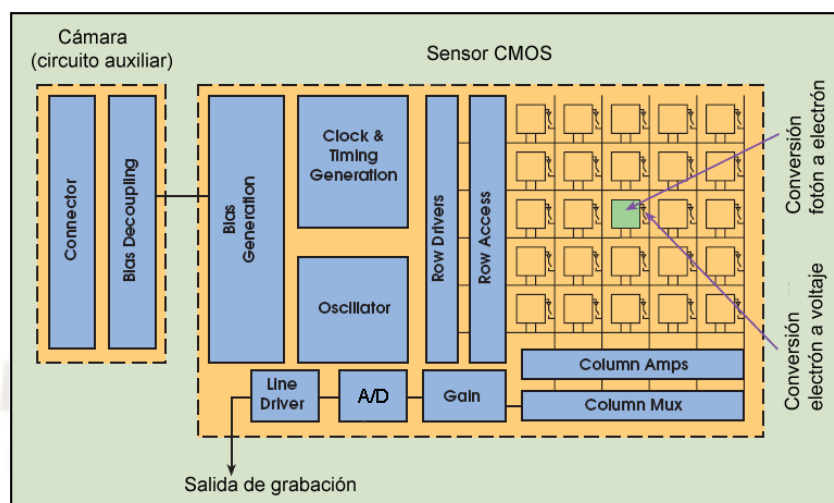 Cámara
(circuito auxiliar)
Sensor CMOS
Connector
Bias Decoupling
Bias
Generation
Clock &
Timing
Generation
Oscillator
Row Drivers
Row Access
Conversión
fotón a electrón
Conversión
electrón a voltaje
Column Amps
Column Mux
Line
Driver
A/D
Gain
Salida de grabación